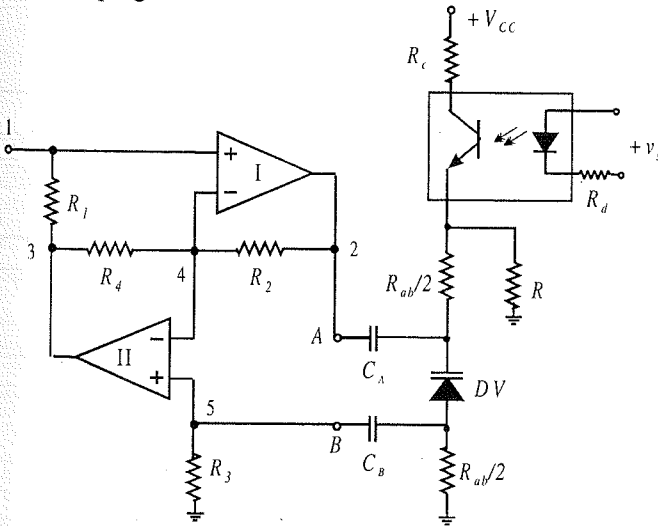 + V_CC
R_c
1
+
I
−
+ v_s
R_d
R_1
3
R_4
4
R_2
2
R_ab/2
R
A
C_A
−
II
+
DV
5
B
C_B
R_3
R_ab/2